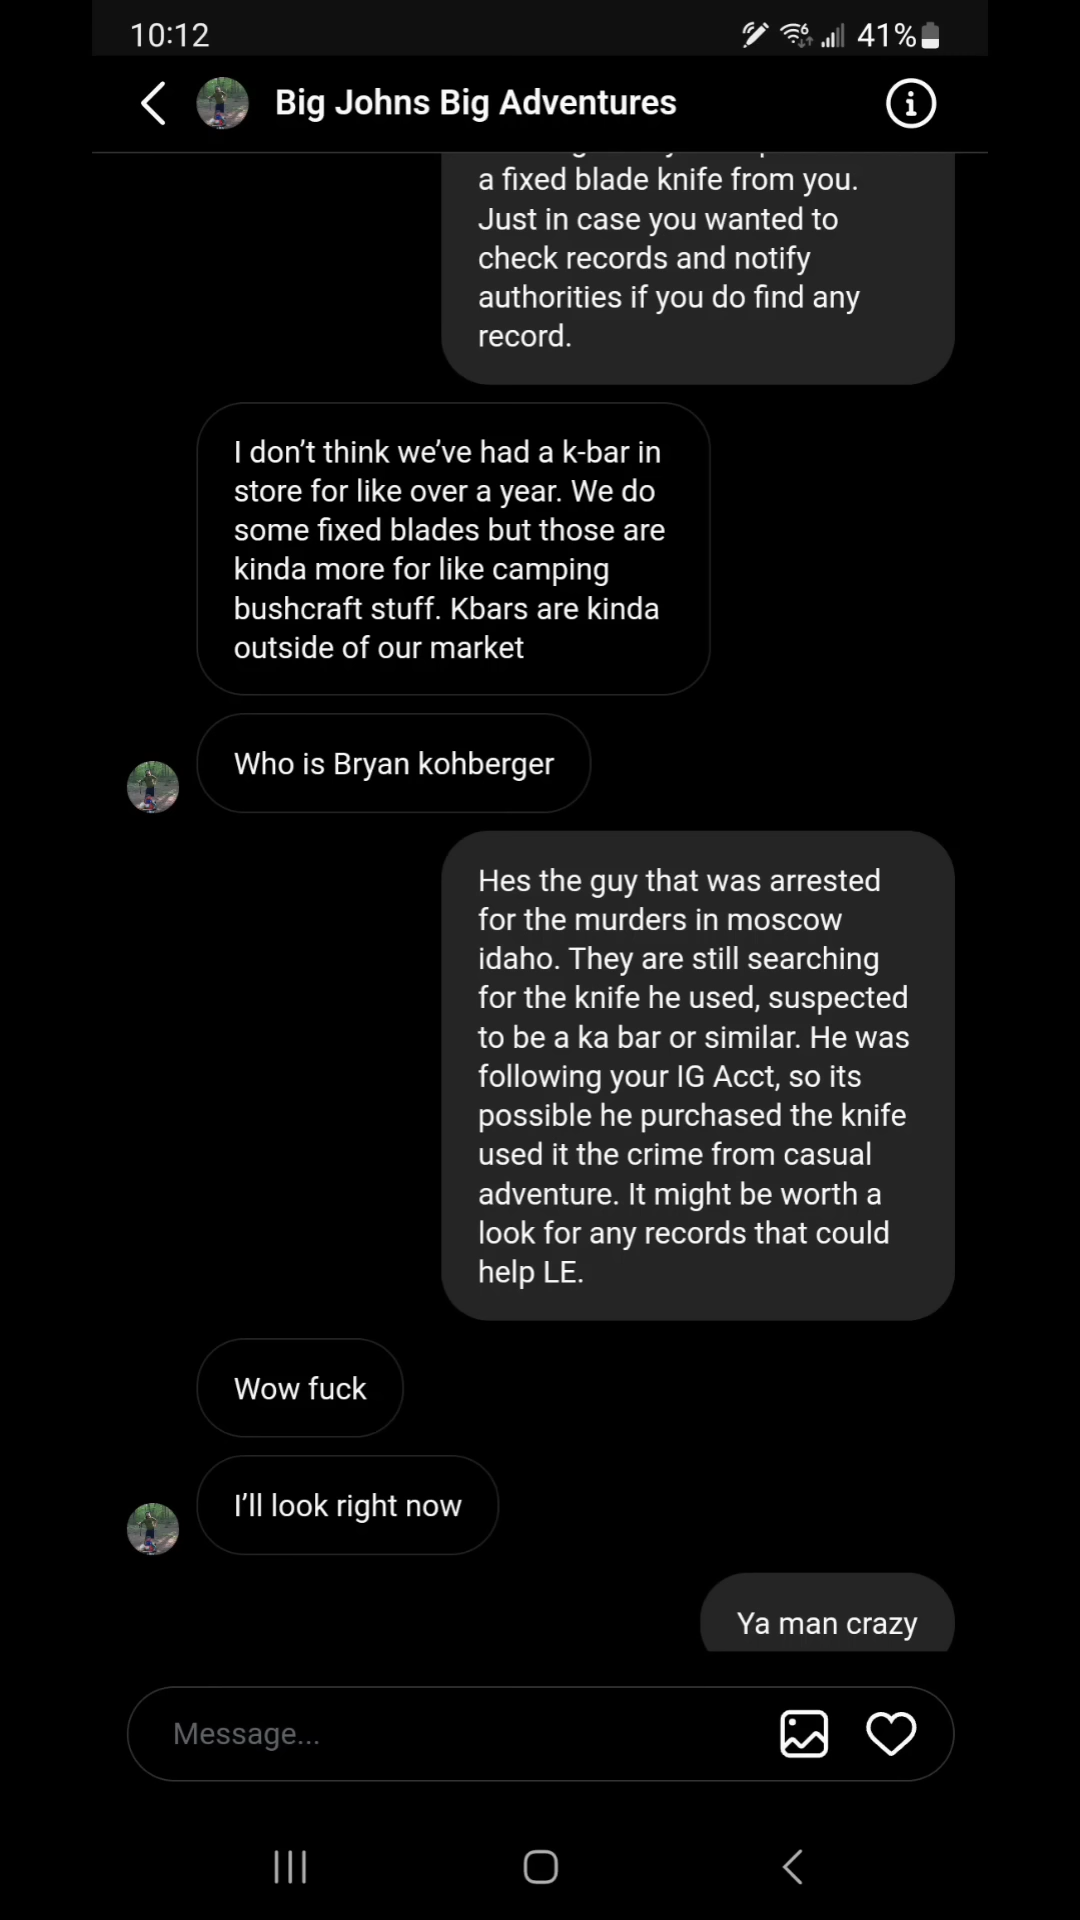 10:12
41%
Big Johns Big Adventures
a fixed blade knife from you.
Just in case you wanted to
check records and notify
authorities if you do find any
record.
I don't think we've had a k-bar in
store for like over a year. We do
some fixed blades but those are
kinda more for like camping
bushcraft stuff. Kbars are kinda
outside of our market
Who is Bryan kohberger
Hes the guy that was arrested
for the murders in moscow
idaho. They are still searching
for the knife he used, suspected
to be a ka bar or similar. He was
following your IG Acct, so its
possible he purchased the knife
used it the crime from casual
adventure. It might be worth a
look for any records that could
help LE.
Wow fuck
I'll look right now
Ya man crazy
Message...